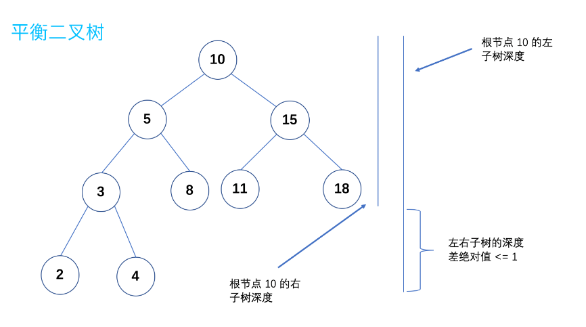 平衡二叉树
10
根节点 10 的左
子树深度
5
15
3
8
11
18
左右子树的深度
差绝对值 <= 1
2
4
根节点 10 的右
子树深度